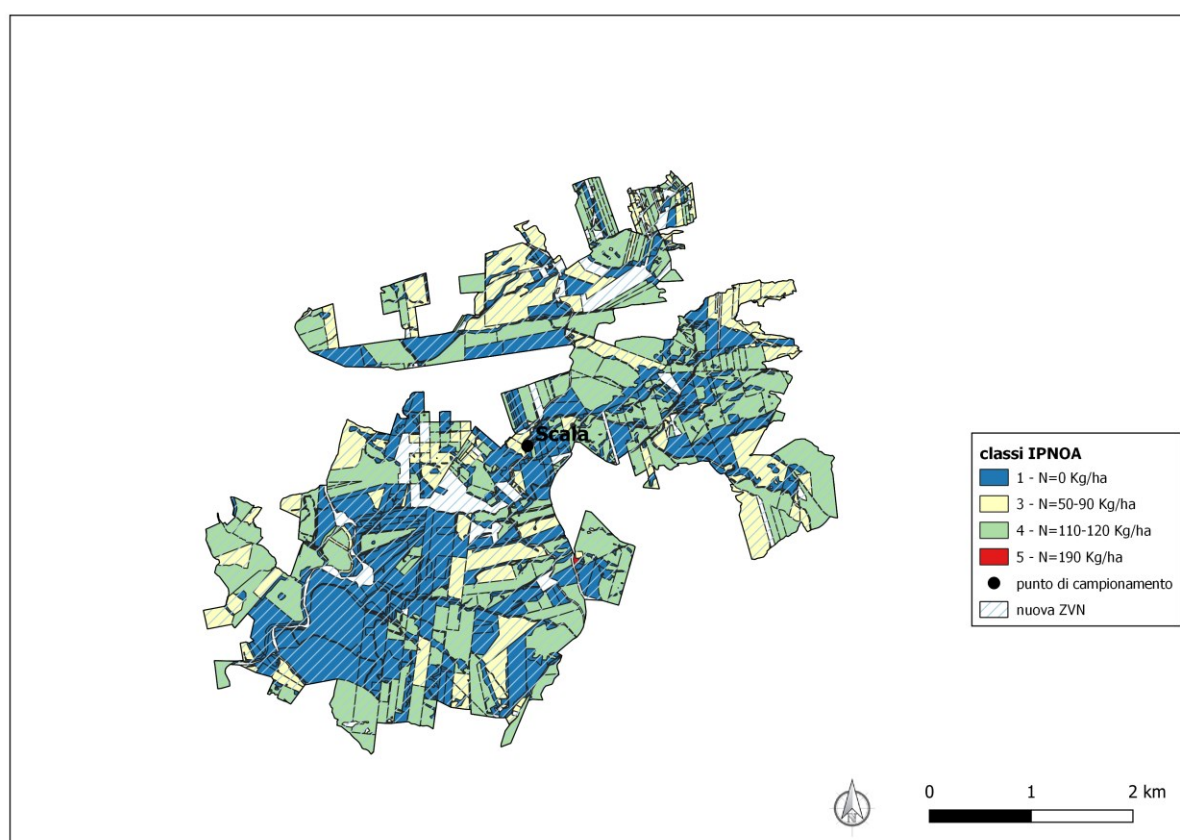 Scala
classi IPNOA
1 - N=0 Kg/ha
3 - N=50-90 Kg/ha
4 - N=110-120 Kg/ha
5 - N=190 Kg/ha
punto di campionamento
nuova ZVN
0 1 2 km
N